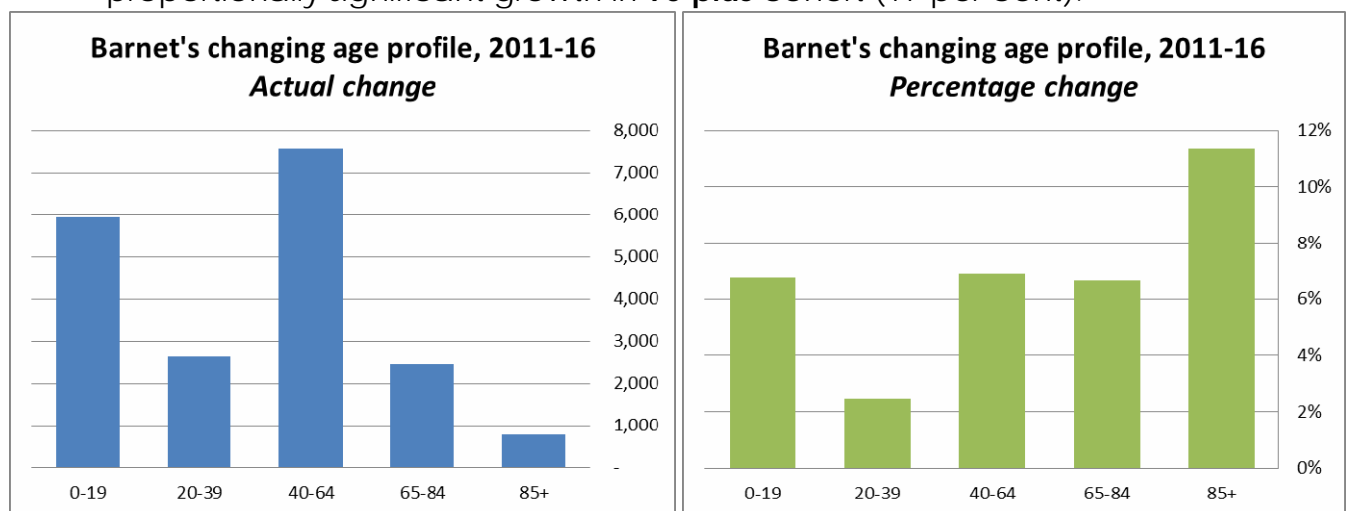 Barnet's changing age profile, 2011-16
Actual change
8,000
7,000
6,000
5,000
4,000
3,000
2,000
1,000
-
0-19 20-39 40-64 65-84 85+
Barnet's changing age profile, 2011-16
Percentage change
12%
10%
8%
6%
4%
2%
0%
0-19 20-39 40-64 65-84 85+